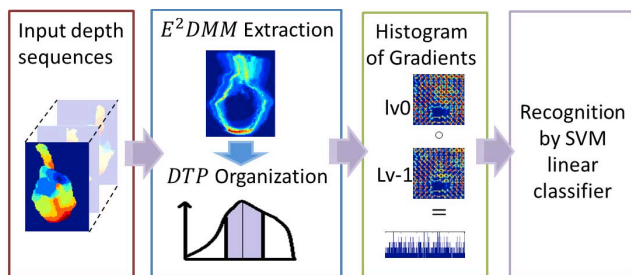 Input depth
sequences
E²DMM Extraction
DTP Organization
Histogram
of Gradients
lv0
∘
Lv-1
=
Recognition
by SVM
linear
classifier